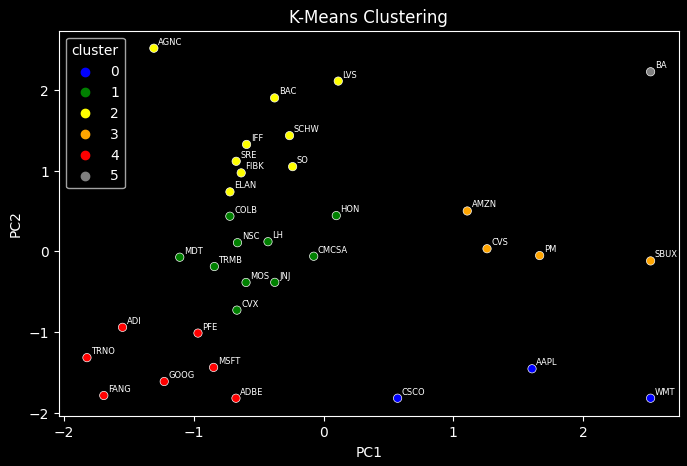 K-Means Clustering
cluster
0
1
2
3
4
5
AGNC
BA
LVS
BAC
SCHW
IFF
SRE
SO
FIBK
ELAN
COLB
HON
AMZN
NSC
LH
CVS
PM
CMCSA
MDT
TRMB
SBUX
MOS
JNJ
CVX
ADI
PFE
TRNO
MSFT
AAPL
GOOG
FANG
ADBE
CSCO
WMT
2
1
0
−1
−2
PC2
−2
−1
0
1
2
PC1